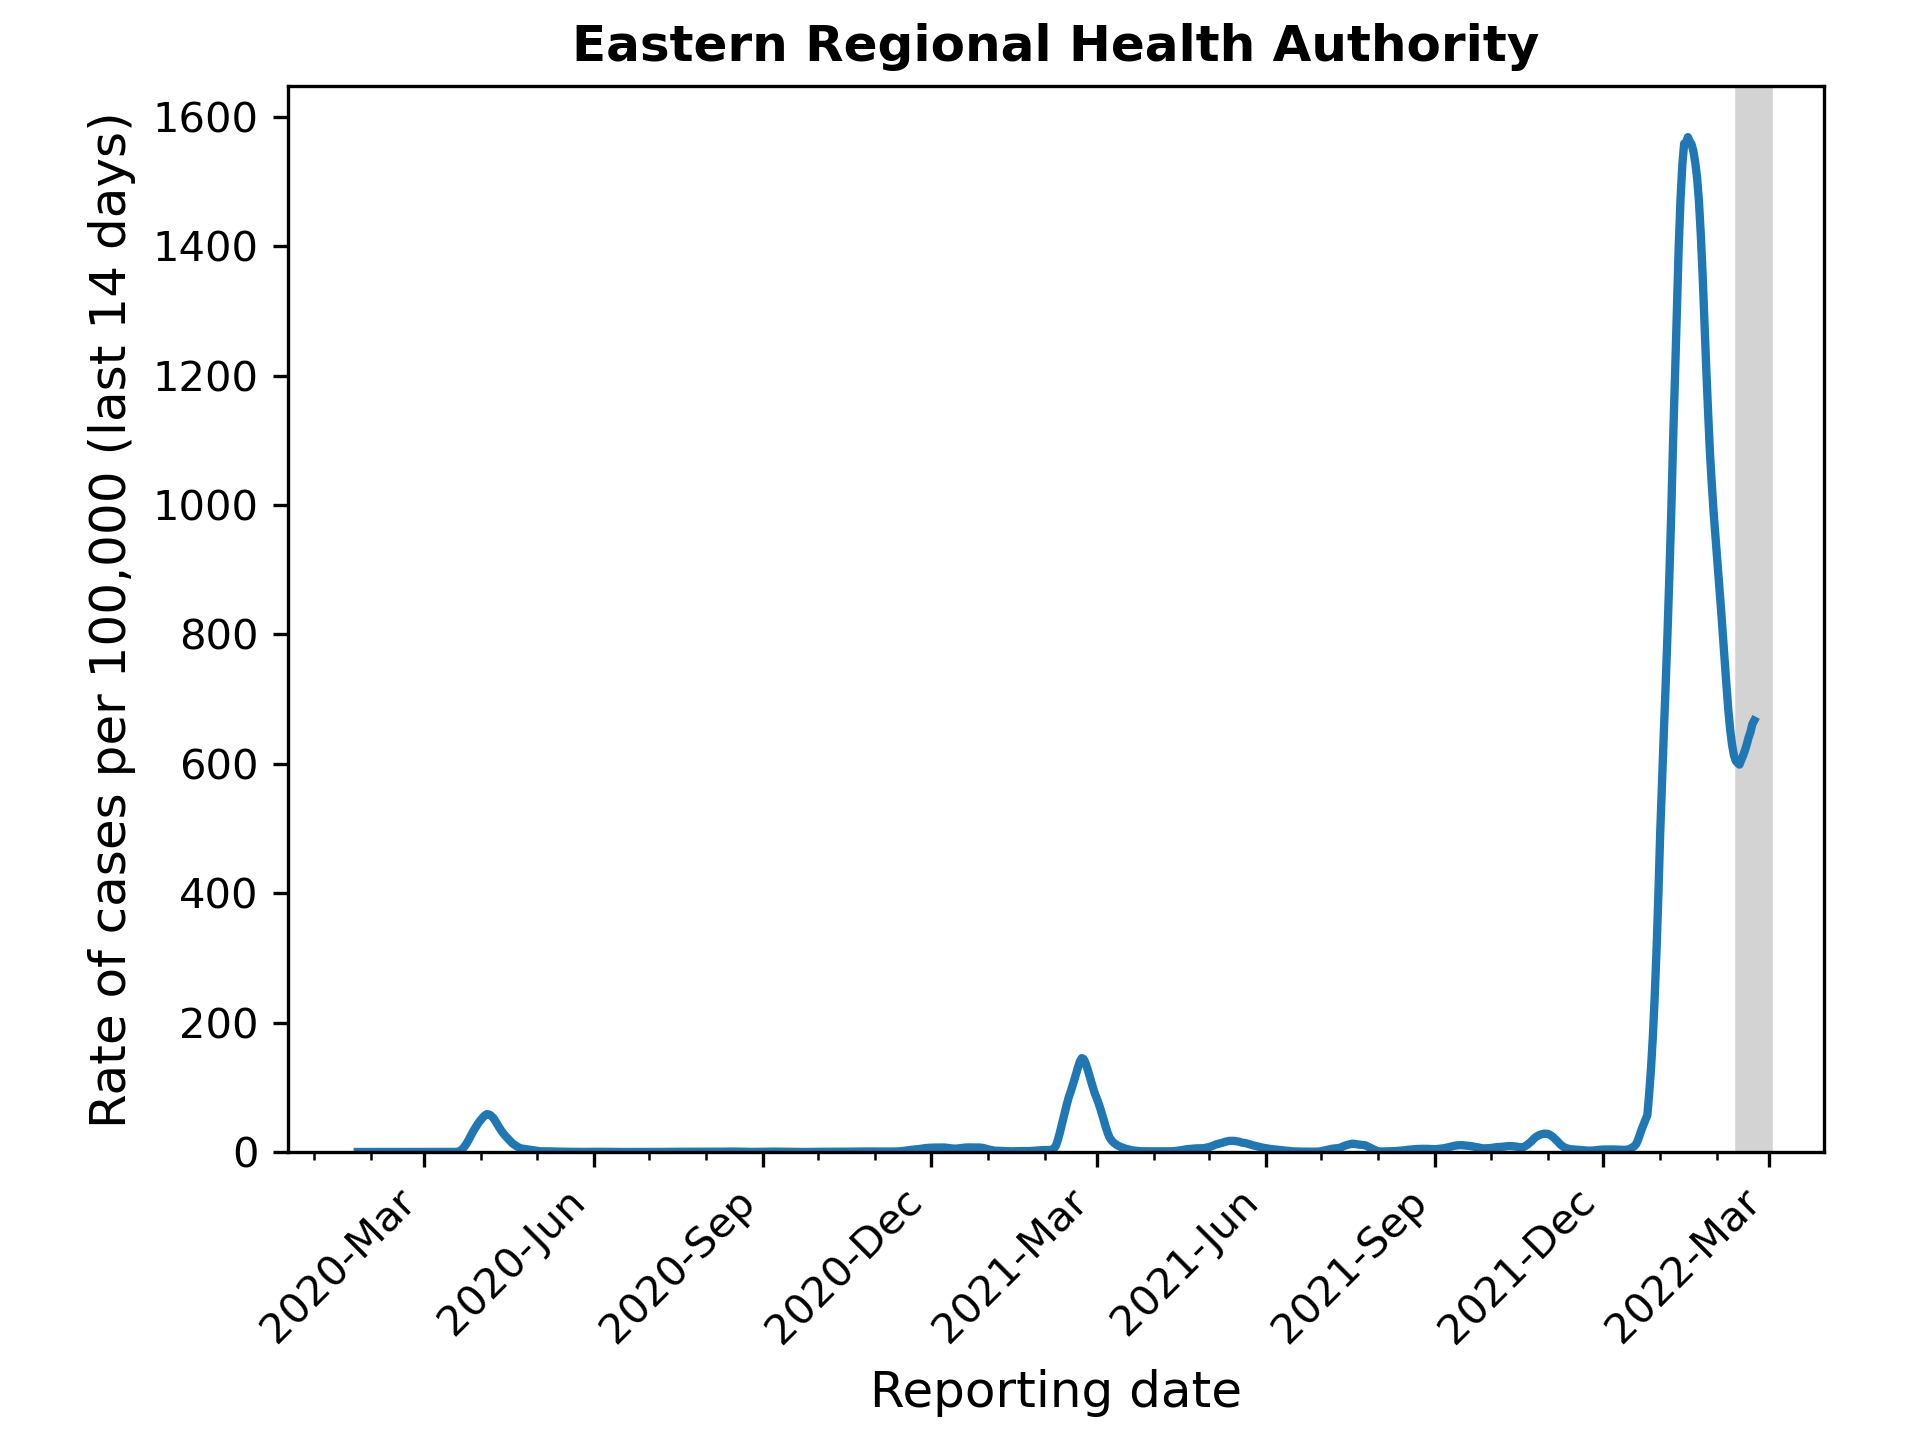 Eastern Regional Health Authority
Rate of cases per 100,000 (last 14 days)
1600
1400
1200
1000
800
600
400
200
0
2020-Mar
2020-Jun
2020-Sep
2020-Dec
2021-Mar
2021-Jun
2021-Sep
2021-Dec
2022-Mar
Reporting date